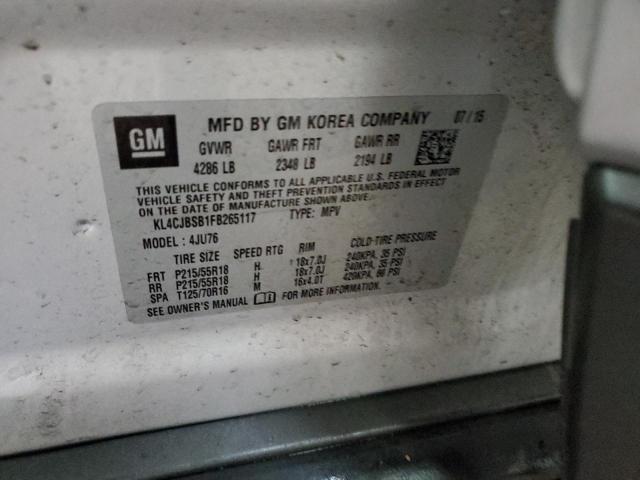 GM
MFD BY GM KOREA COMPANY 07/15
GVWR GAWR FRT GAWR RR
4286 LB 2348 LB 2194 LB
THIS VEHICLE CONFORMS TO ALL APPLICABLE U.S. FEDERAL MOTOR
VEHICLE SAFETY AND THEFT PREVENTION STANDARDS IN EFFECT
ON THE DATE OF MANUFACTURE SHOWN ABOVE.
KL4CJBSB1FB265117 TYPE: MPV
MODEL: 4JU76
TIRE SIZE SPEED RTG RIM COLD-TIRE PRESSURE
FRT P215/55R18 H 18x7.0J 240KPA, 35 PSI
RR P215/55R18 H 18x7.0J 240KPA, 35 PSI
SPA T125/70R16 M 16x4.0T 420KPA, 60 PSI
SEE OWNER'S MANUAL FOR MORE INFORMATION.